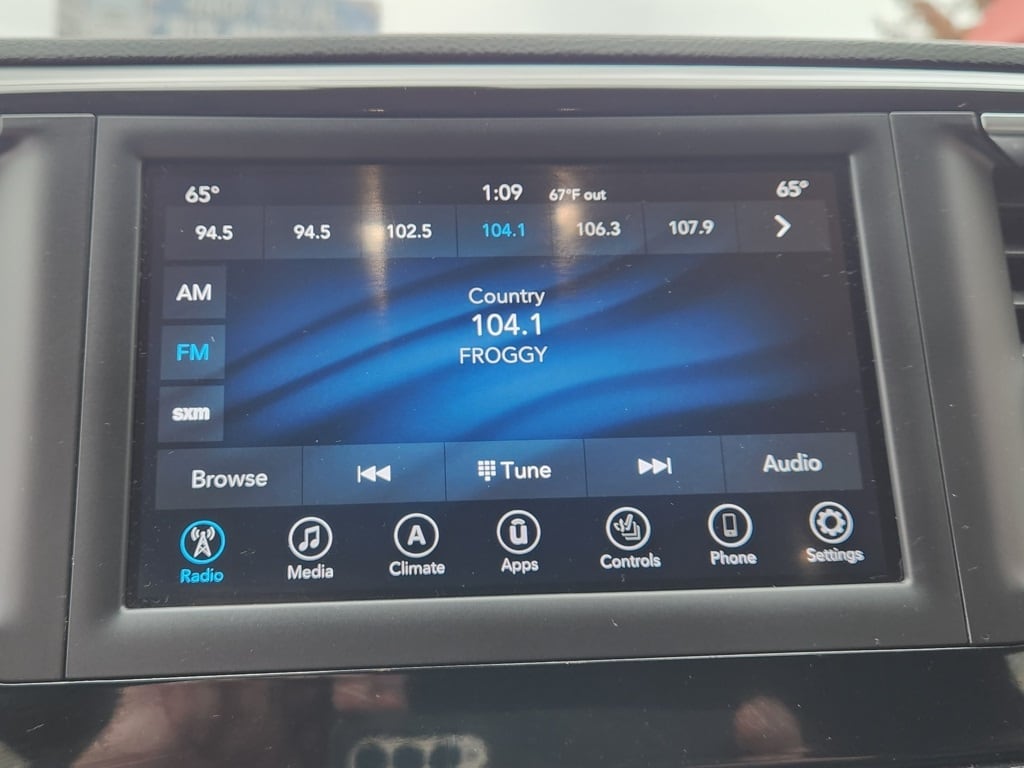 65° 1:09 67°F out 65°
94.5 94.5 102.5 104.1 106.3 107.9
AM
Country
104.1
FM
FROGGY
sxm
Browse Tune Audio
A
Radio Media Climate Apps Controls Phone Settings